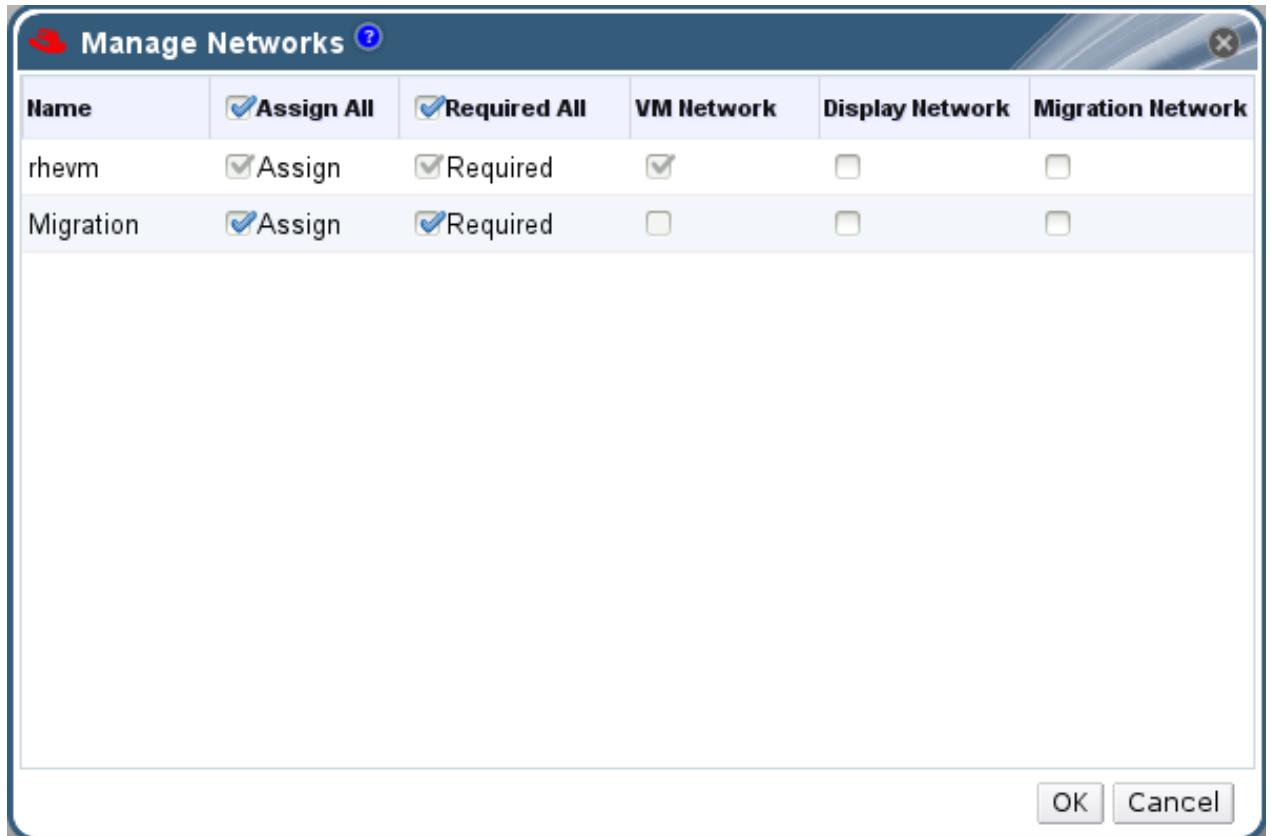 Manage Networks ?
Name Assign All Required All VM Network Display Network Migration Network
rhevm Assign Required
Migration Assign Required
OK Cancel